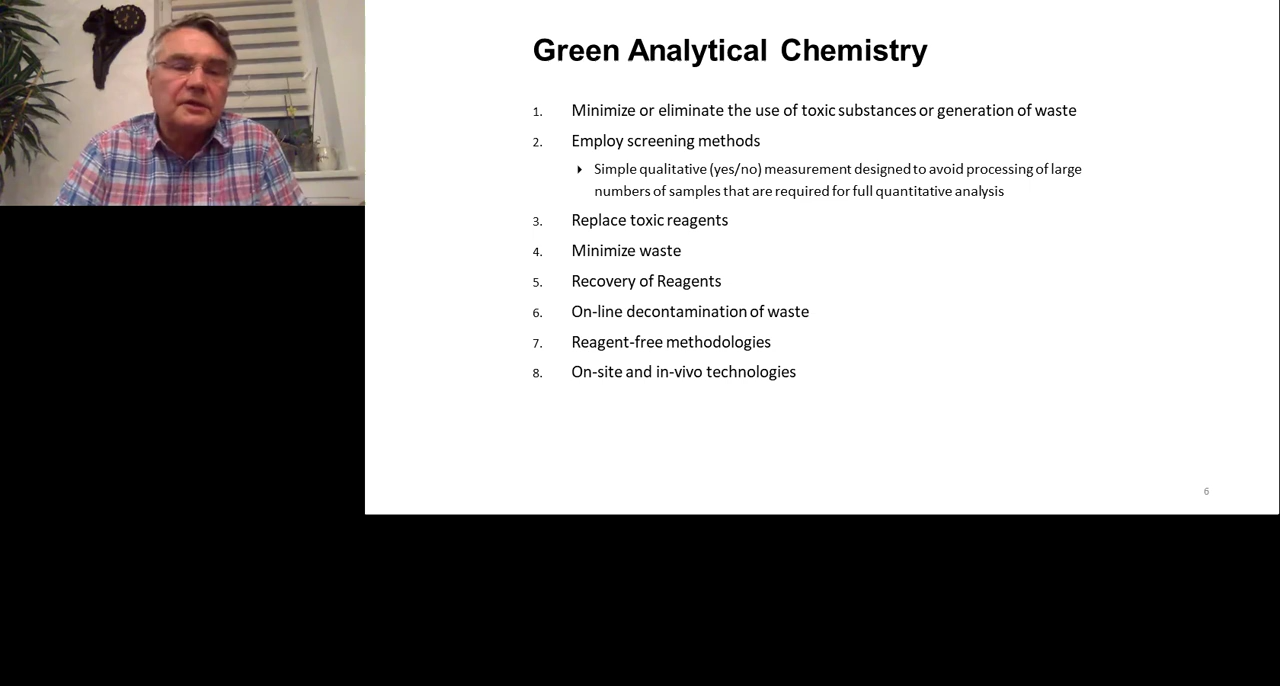 Green Analytical Chemistry
1. Minimize or eliminate the use of toxic substances or generation of waste
2. Employ screening methods
Simple qualitative (yes/no) measurement designed to avoid processing of large
numbers of samples that are required for full quantitative analysis
3. Replace toxic reagents
4. Minimize waste
5. Recovery of Reagents
6. On-line decontamination of waste
7. Reagent-free methodologies
8. On-site and in-vivo technologies
6